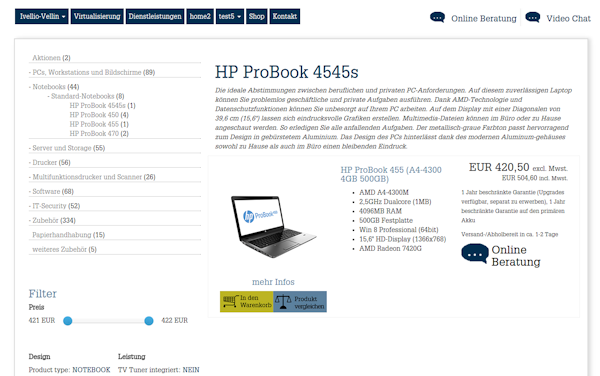 Ivellio-Vellin Virtualisierung Dienstleistungen home2 test5 Shop Kontakt
Online Beratung Video Chat
Aktionen (2)
- PCs, Workstations und Bildschirme (89)
- Notebooks (44)
- Standard-Notebooks (8)
HP ProBook 4545s (1)
HP ProBook 450 (4)
HP ProBook 455 (1)
HP ProBook 470 (2)
- Server und Storage (55)
- Drucker (56)
- Multifunktionsdrucker und Scanner (26)
- Software (68)
- IT-Security (52)
- Zubehör (334)
Papierhandhabung (15)
weiteres Zubehör (5)
Filter
Preis
421 EUR 422 EUR
Design
Product type: NOTEBOOK
Leistung
TV Tuner integriert: NEIN
HP ProBook 4545s
Die ideale Abstimmungen zwischen beruflichen und privaten PC-Anforderungen. Auf diesem zuverlässigen Laptop
können Sie problemlos geschäftliche und private Aufgaben ausführen. Dank AMD-Technologie und
Datenschutzfunktionen können Sie unbesorgt auf Ihrem PC arbeiten. Auf dem Display mit einer Diagonalen von
39,6 cm (15,6") lassen sich eindrucksvolle Grafiken erstellen. Multimedia-Dateien können im Büro oder zu Hause
angeschaut werden. So erledigen Sie alle anfallenden Aufgaben. Der metallisch-graue Farbton passt hervorragend
zum Design in gebürstetem Aluminium. Das Design des PCs hinterlässt dank des modernen Aluminum-gehäuses
sowohl zu Hause als auch im Büro einen bleibenden Eindruck.
ProBook
mehr Infos
In den
Warenkorb
Produkt
vergleichen
HP ProBook 455 (A4-4300
4GB 500GB)
• AMD A4-4300M
• 2,5GHz Dualcore (1MB)
• 4096MB RAM
• 500GB Festplatte
• Win 8 Professional (64bit)
• 15,6" HD-Display (1366x768)
• AMD Radeon 7420G
EUR 420,50 excl. Mwst.
EUR 504,60 incl. Mwst.
1 Jahr beschränkte Garantie (Upgrades
verfügbar, separat zu erwerben), 1 Jahr
beschränkte Garantie auf den primären
Akku
Versand-/Abholbereit in ca. 1-2 Tage
Online
Beratung